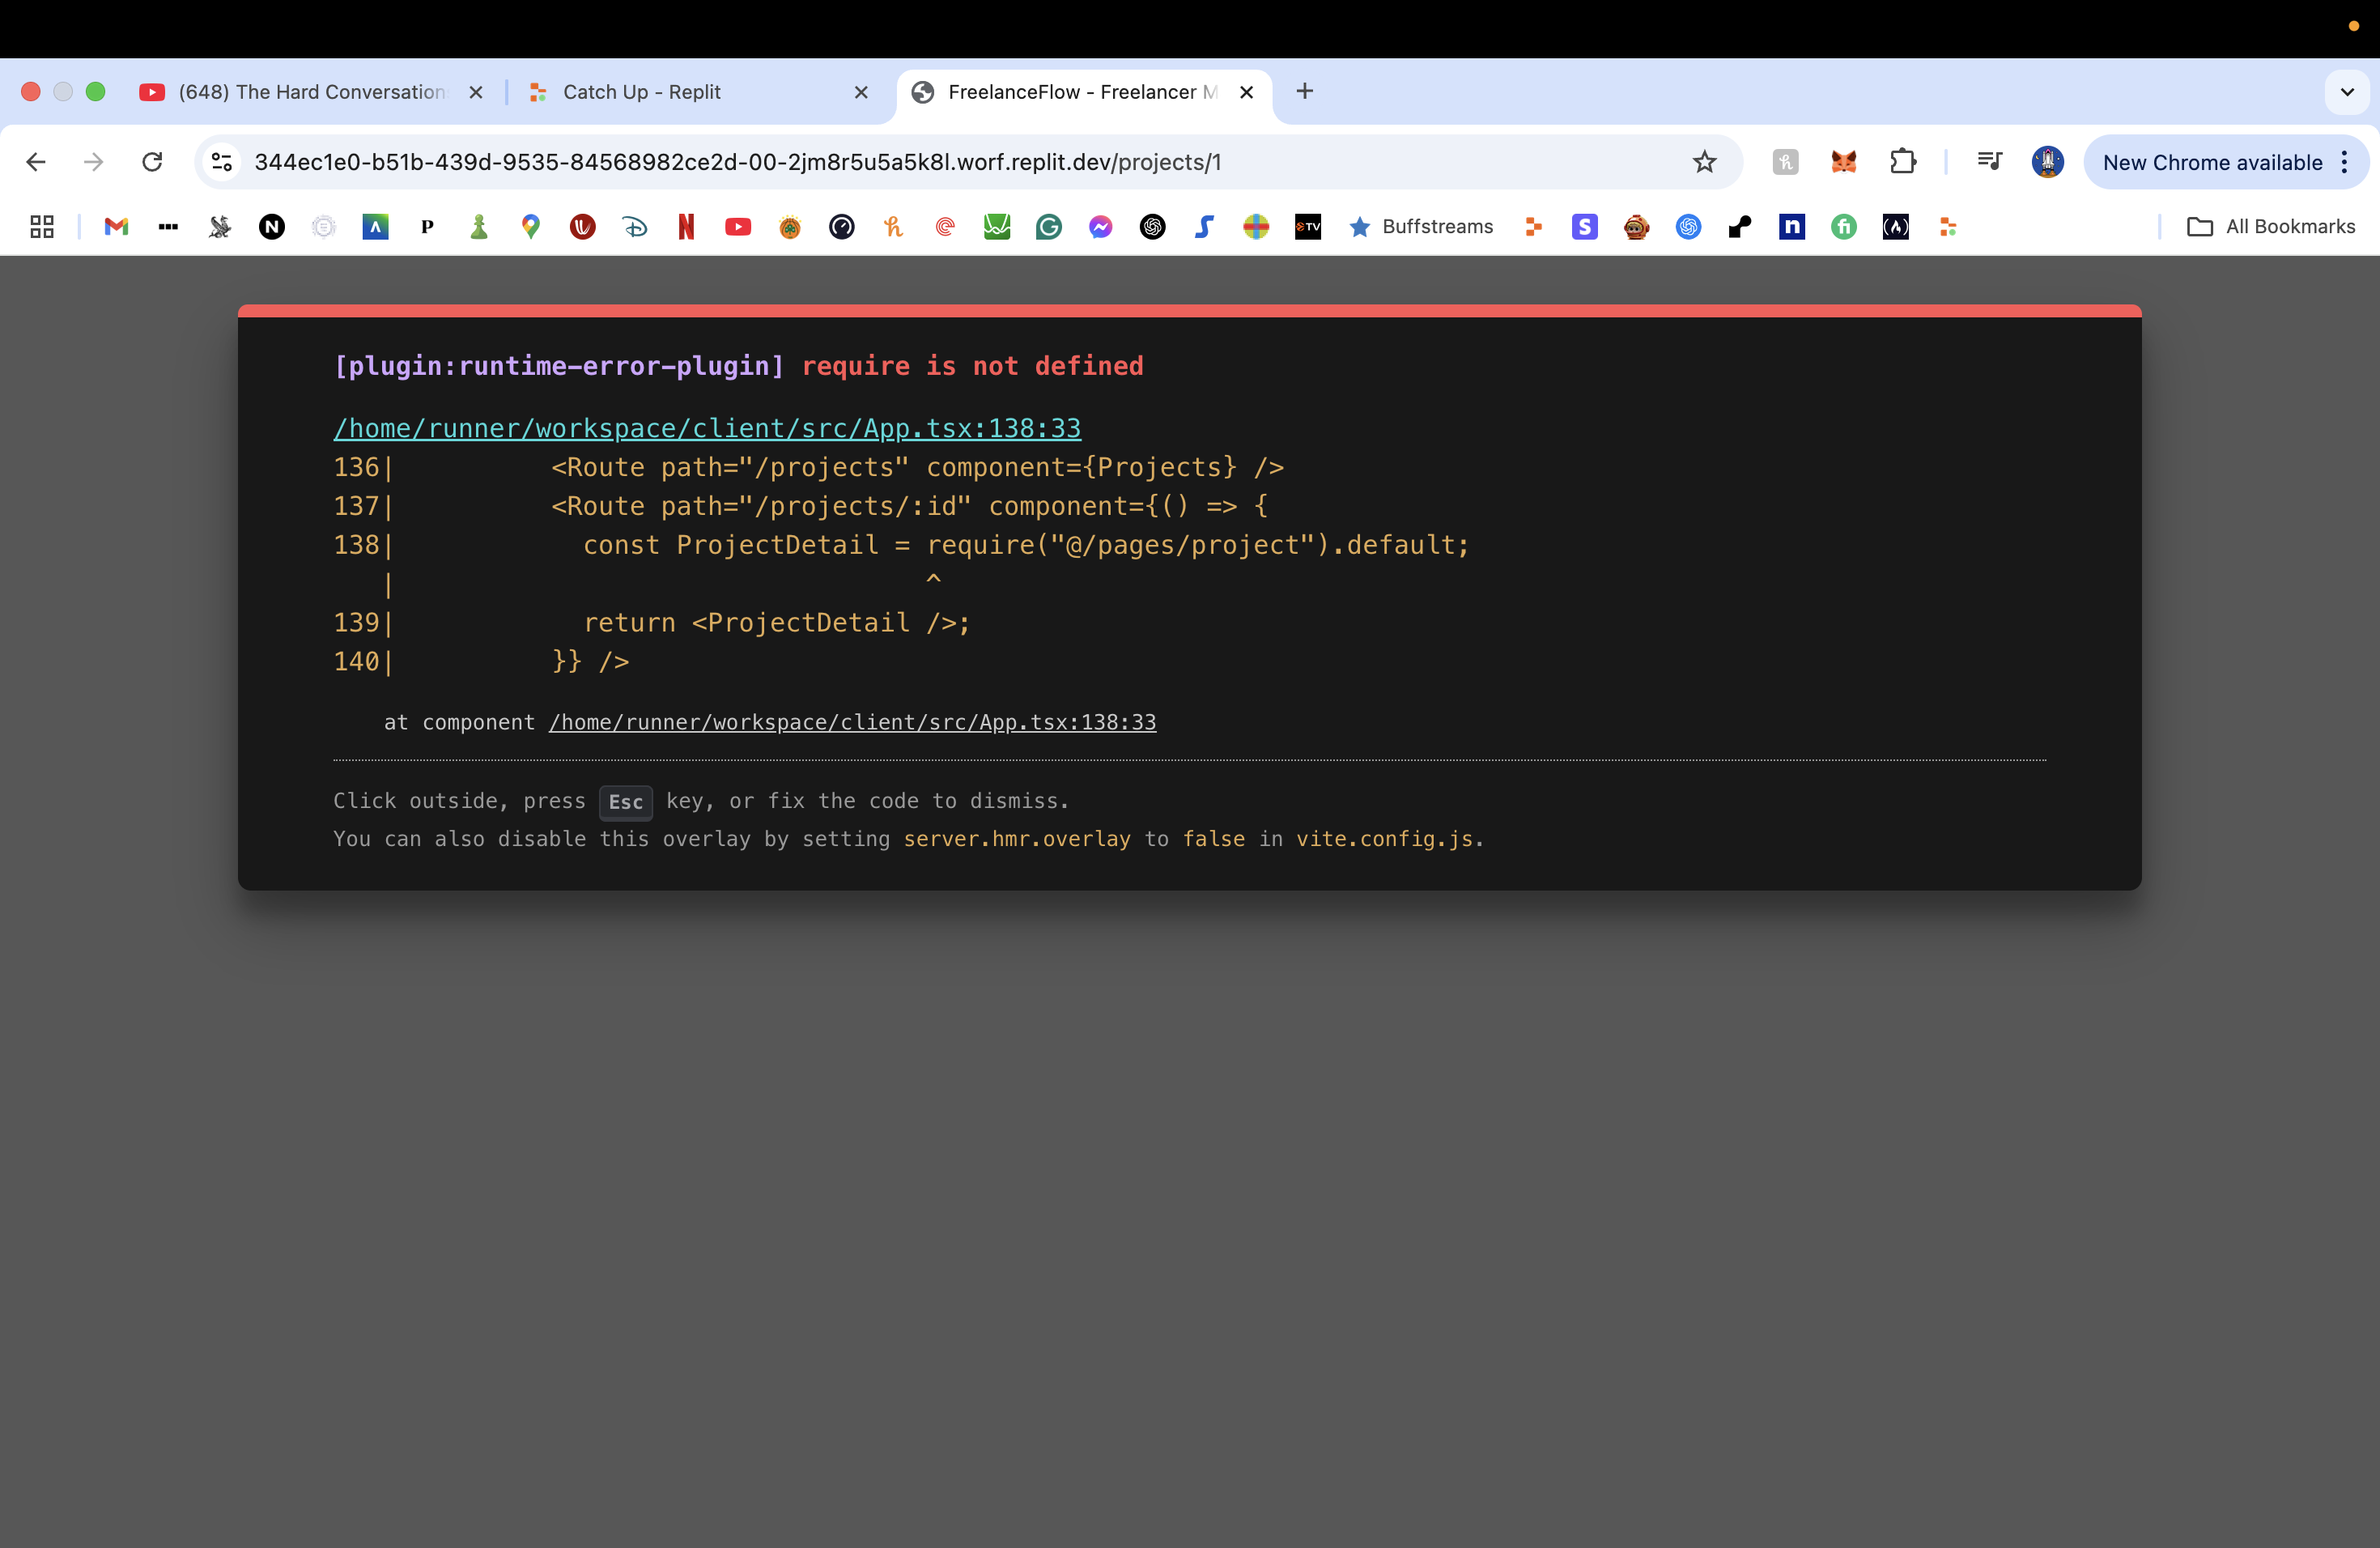 (648) The Hard Conversation
Catch Up - Replit
FreelanceFlow - Freelancer M
344ec1e0-b51b-439d-9535-84568982ce2d-00-2jm8r5u5a5k8l.worf.replit.dev/projects/1
New Chrome available
Buffstreams
All Bookmarks
[plugin:runtime-error-plugin] require is not defined
/home/runner/workspace/client/src/App.tsx:138:33
136|          <Route path="/projects" component={Projects} />
137|          <Route path="/projects/:id" component={() => {
138|            const ProjectDetail = require("@/pages/project").default;
   |                                  ^
139|            return <ProjectDetail />;
140|          }} />
at component /home/runner/workspace/client/src/App.tsx:138:33
Click outside, press Esc key, or fix the code to dismiss.
You can also disable this overlay by setting server.hmr.overlay to false in vite.config.js.